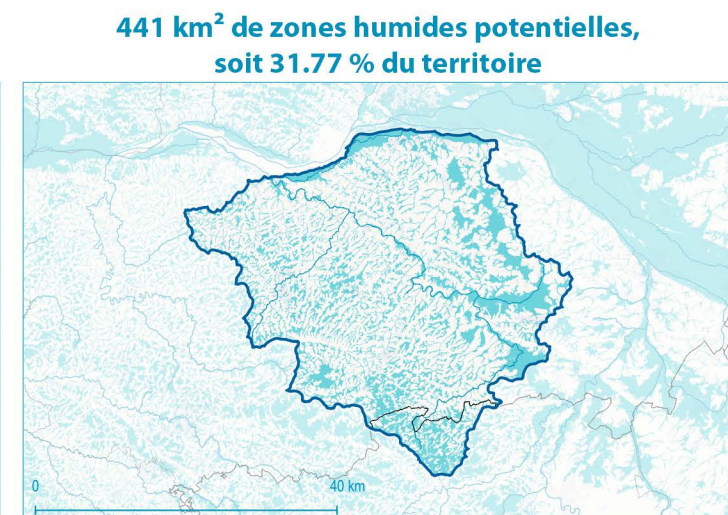 441 km² de zones humides potentielles,
soit 31.77 % du territoire
0
40 km